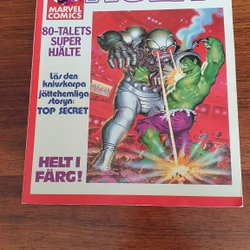 MARVEL
COMICS
80-TALETS
SUPER
HJÄLTE
Läs den
knivskarpa
jättehemliga
storyn:
TOP SECRET
HELT I
FÄRG!